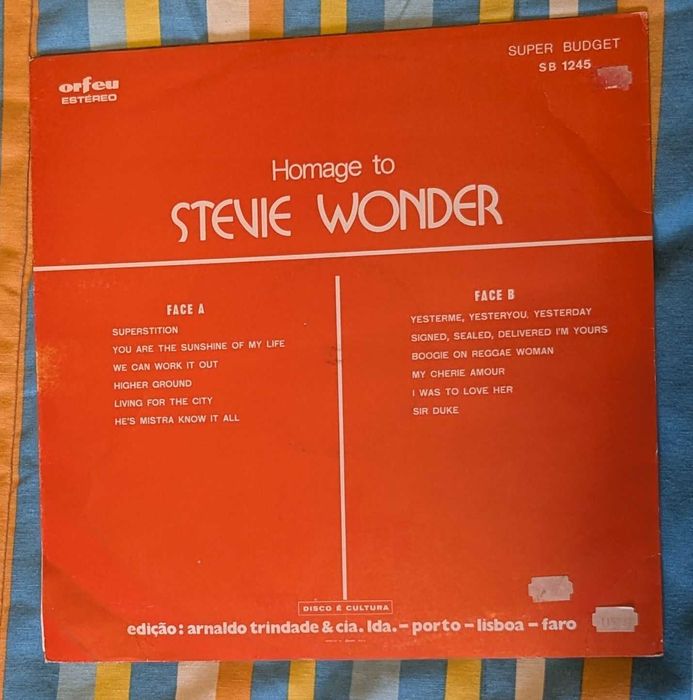 orfeu
ESTÉREO
SUPER BUDGET
SB 1245
Homage to
STEVIE WONDER
FACE A
SUPERSTITION
YOU ARE THE SUNSHINE OF MY LIFE
WE CAN WORK IT OUT
HIGHER GROUND
LIVING FOR THE CITY
HE'S MISTRA KNOW IT ALL
FACE B
YESTERME, YESTERYOU, YESTERDAY
SIGNED, SEALED, DELIVERED I'M YOURS
BOOGIE ON REGGAE WOMAN
MY CHERIE AMOUR
I WAS TO LOVE HER
SIR DUKE
DISCO É CULTURA
edição: arnaldo trindade & cia. lda. – porto – lisboa – faro